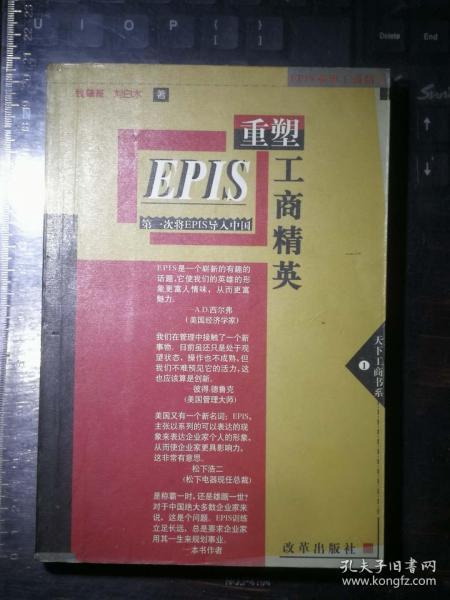 刘白水 著
重塑
工商精英
EPIS
第一次将EPIS导入中国
EPIS是一个崭新的有趣的
话题,它使我们的英雄的形
象更富人情味,从而更富
魅力.
—A.D.西尔弗
(美国经济学家)
我们在管理中接触了一个新
事物.目前虽还只是处于观
望状态,操作也不成熟,但
我们不难预见它的活力,这
也应该算是创新。
—彼得.德鲁克
(美国管理大师)
美国又有一个新名词:EPIS,
主张以系列的可以表达的现
象来表达企业家个人的形象,
从而使企业家更具影响力,
这非常有意思.
松下浩二
(松下电器现任总裁)
是称霸一时,还是雄踞一世?
对于中国绝大多数企业家来
说,这是个问题.EPIS训练
立足长远,总是要求企业家
用其一生来规划事业.
—本书作者
天下工商书系
1
改革出版社
孔夫子旧书网
book.kongfz.com